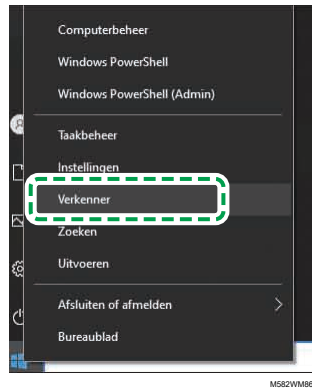 Computerbeheer
Windows PowerShell
Windows PowerShell (Admin)
Taakbeheer
Instellingen
Verkenner
Zoeken
Uitvoeren
Afsluiten of afmelden
Bureaublad
M582WM86